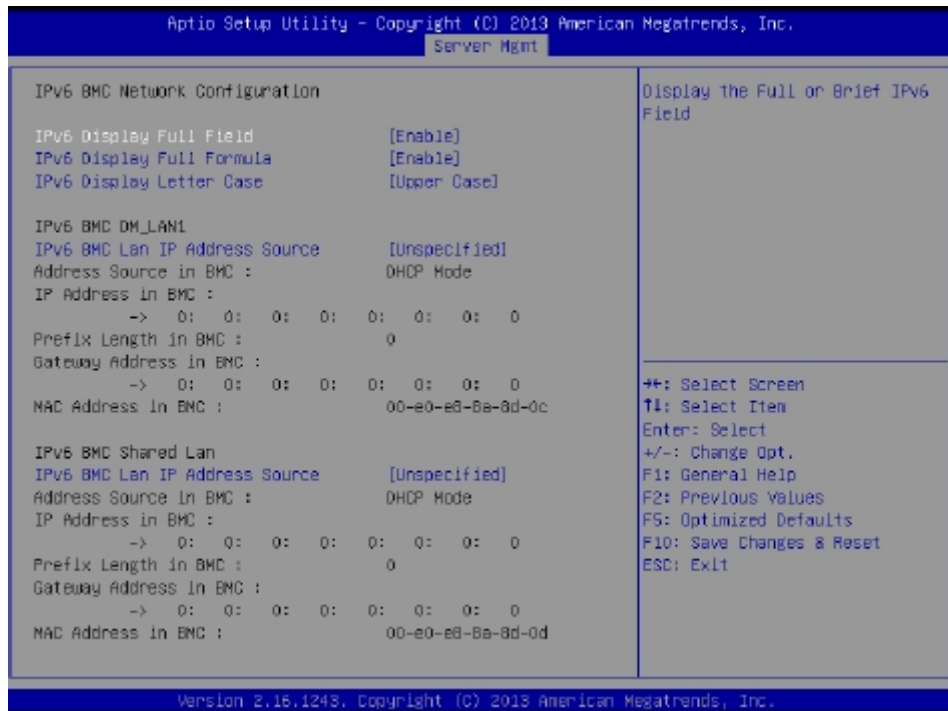 Aptio Setup Utility - Copyright (C) 2013 American Megatrends, Inc.
Server Mgmt
IPv6 BMC Network Configuration
IPv6 Display Full Field [Enable]
IPv6 Display Full Formula [Enable]
IPv6 Display Letter Case [Upper Case]
IPv6 BMC DM_LAN1
IPv6 BMC Lan IP Address Source [Unspecified]
Address Source in BMC : DHCP Mode
IP Address in BMC :
-> 0: 0: 0: 0: 0: 0: 0: 0
Prefix Length in BMC : 0
Gateway Address in BMC :
-> 0: 0: 0: 0: 0: 0: 0: 0
MAC Address in BMC : 00-e0-e8-8a-8d-0c
IPv6 BMC Shared Lan
IPv6 BMC Lan IP Address Source [Unspecified]
Address Source in BMC : DHCP Mode
IP Address in BMC :
-> 0: 0: 0: 0: 0: 0: 0: 0
Prefix Length in BMC : 0
Gateway Address in BMC :
-> 0: 0: 0: 0: 0: 0: 0: 0
MAC Address in BMC : 00-e0-e8-8a-8d-0d
Display the Full or Brief IPv6
Field
→←: Select Screen
↑↓: Select Item
Enter: Select
+/-: Change Opt.
F1: General Help
F2: Previous Values
F5: Optimized Defaults
F10: Save Changes & Reset
ESC: Exit
Version 2.16.1243. Copyright (C) 2013 American Megatrends, Inc.